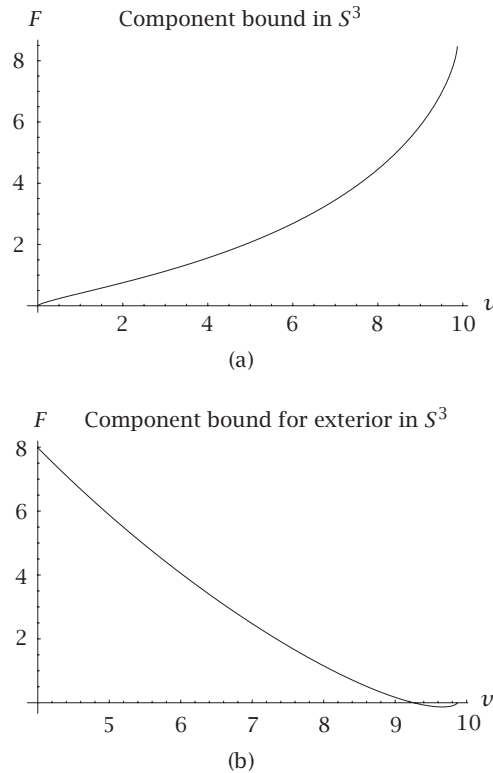 F Component bound in S³
8
6
4
2
2 4 6 8 10 ν
(a)
F Component bound for exterior in S³
8
6
4
2
5 6 7 8 9 10 ν
(b)